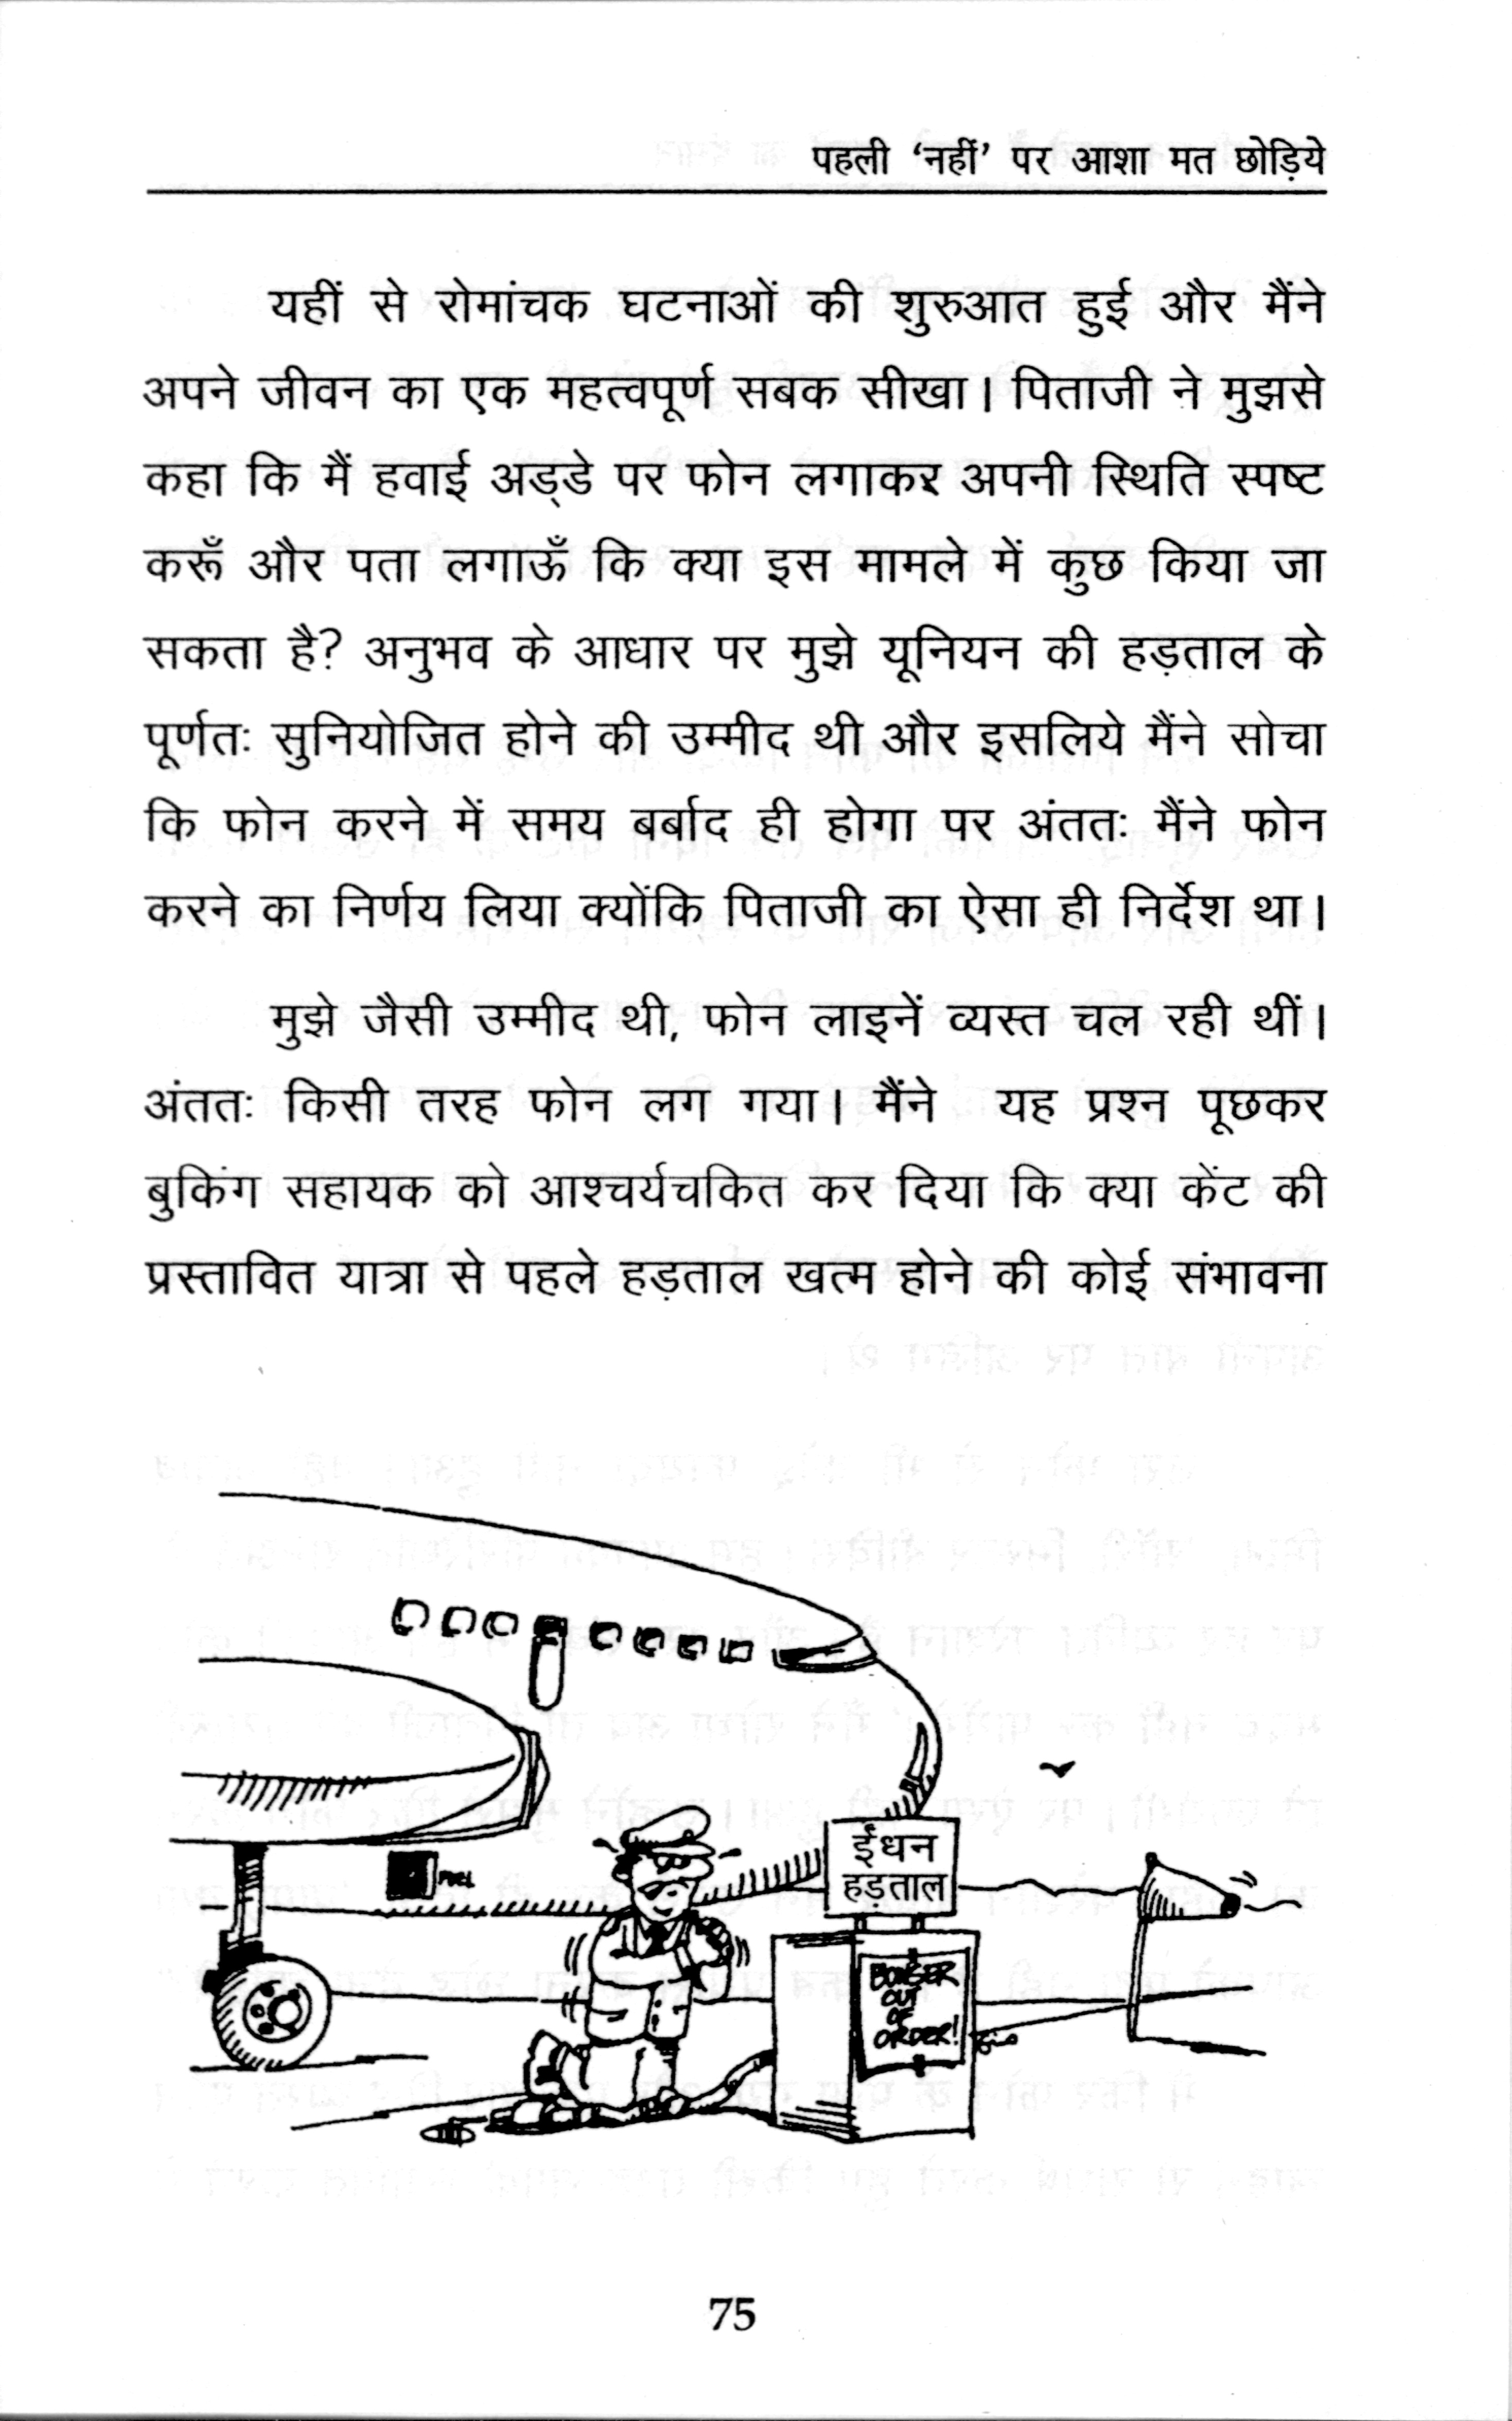 पहली ‘नहीं’ पर आशा मत छोड़िये
यहीं से रोमांचक घटनाओं की शुरुआत हुई और मैंने
अपने जीवन का एक महत्वपूर्ण सबक सीखा। पिताजी ने मुझसे
कहा कि मैं हवाई अड्डे पर फोन लगाकर अपनी स्थिति स्पष्ट
करूँ और पता लगाऊँ कि क्या इस मामले में कुछ किया जा
सकता है? अनुभव के आधार पर मुझे यूनियन की हड़ताल के
पूर्णतः सुनियोजित होने की उम्मीद थी और इसलिये मैंने सोचा
कि फोन करने में समय बर्बाद ही होगा पर अंततः मैंने फोन
करने का निर्णय लिया क्योंकि पिताजी का ऐसा ही निर्देश था।
मुझे जैसी उम्मीद थी, फोन लाइनें व्यस्त चल रही थीं।
अंततः किसी तरह फोन लग गया। मैंने यह प्रश्न पूछकर
बुकिंग सहायक को आश्चर्यचकित कर दिया कि क्या केंट की
प्रस्तावित यात्रा से पहले हड़ताल खत्म होने की कोई संभावना
ईंधन
हड़ताल
FUEL
BOWSER
OUT
OF
ORDER!
75